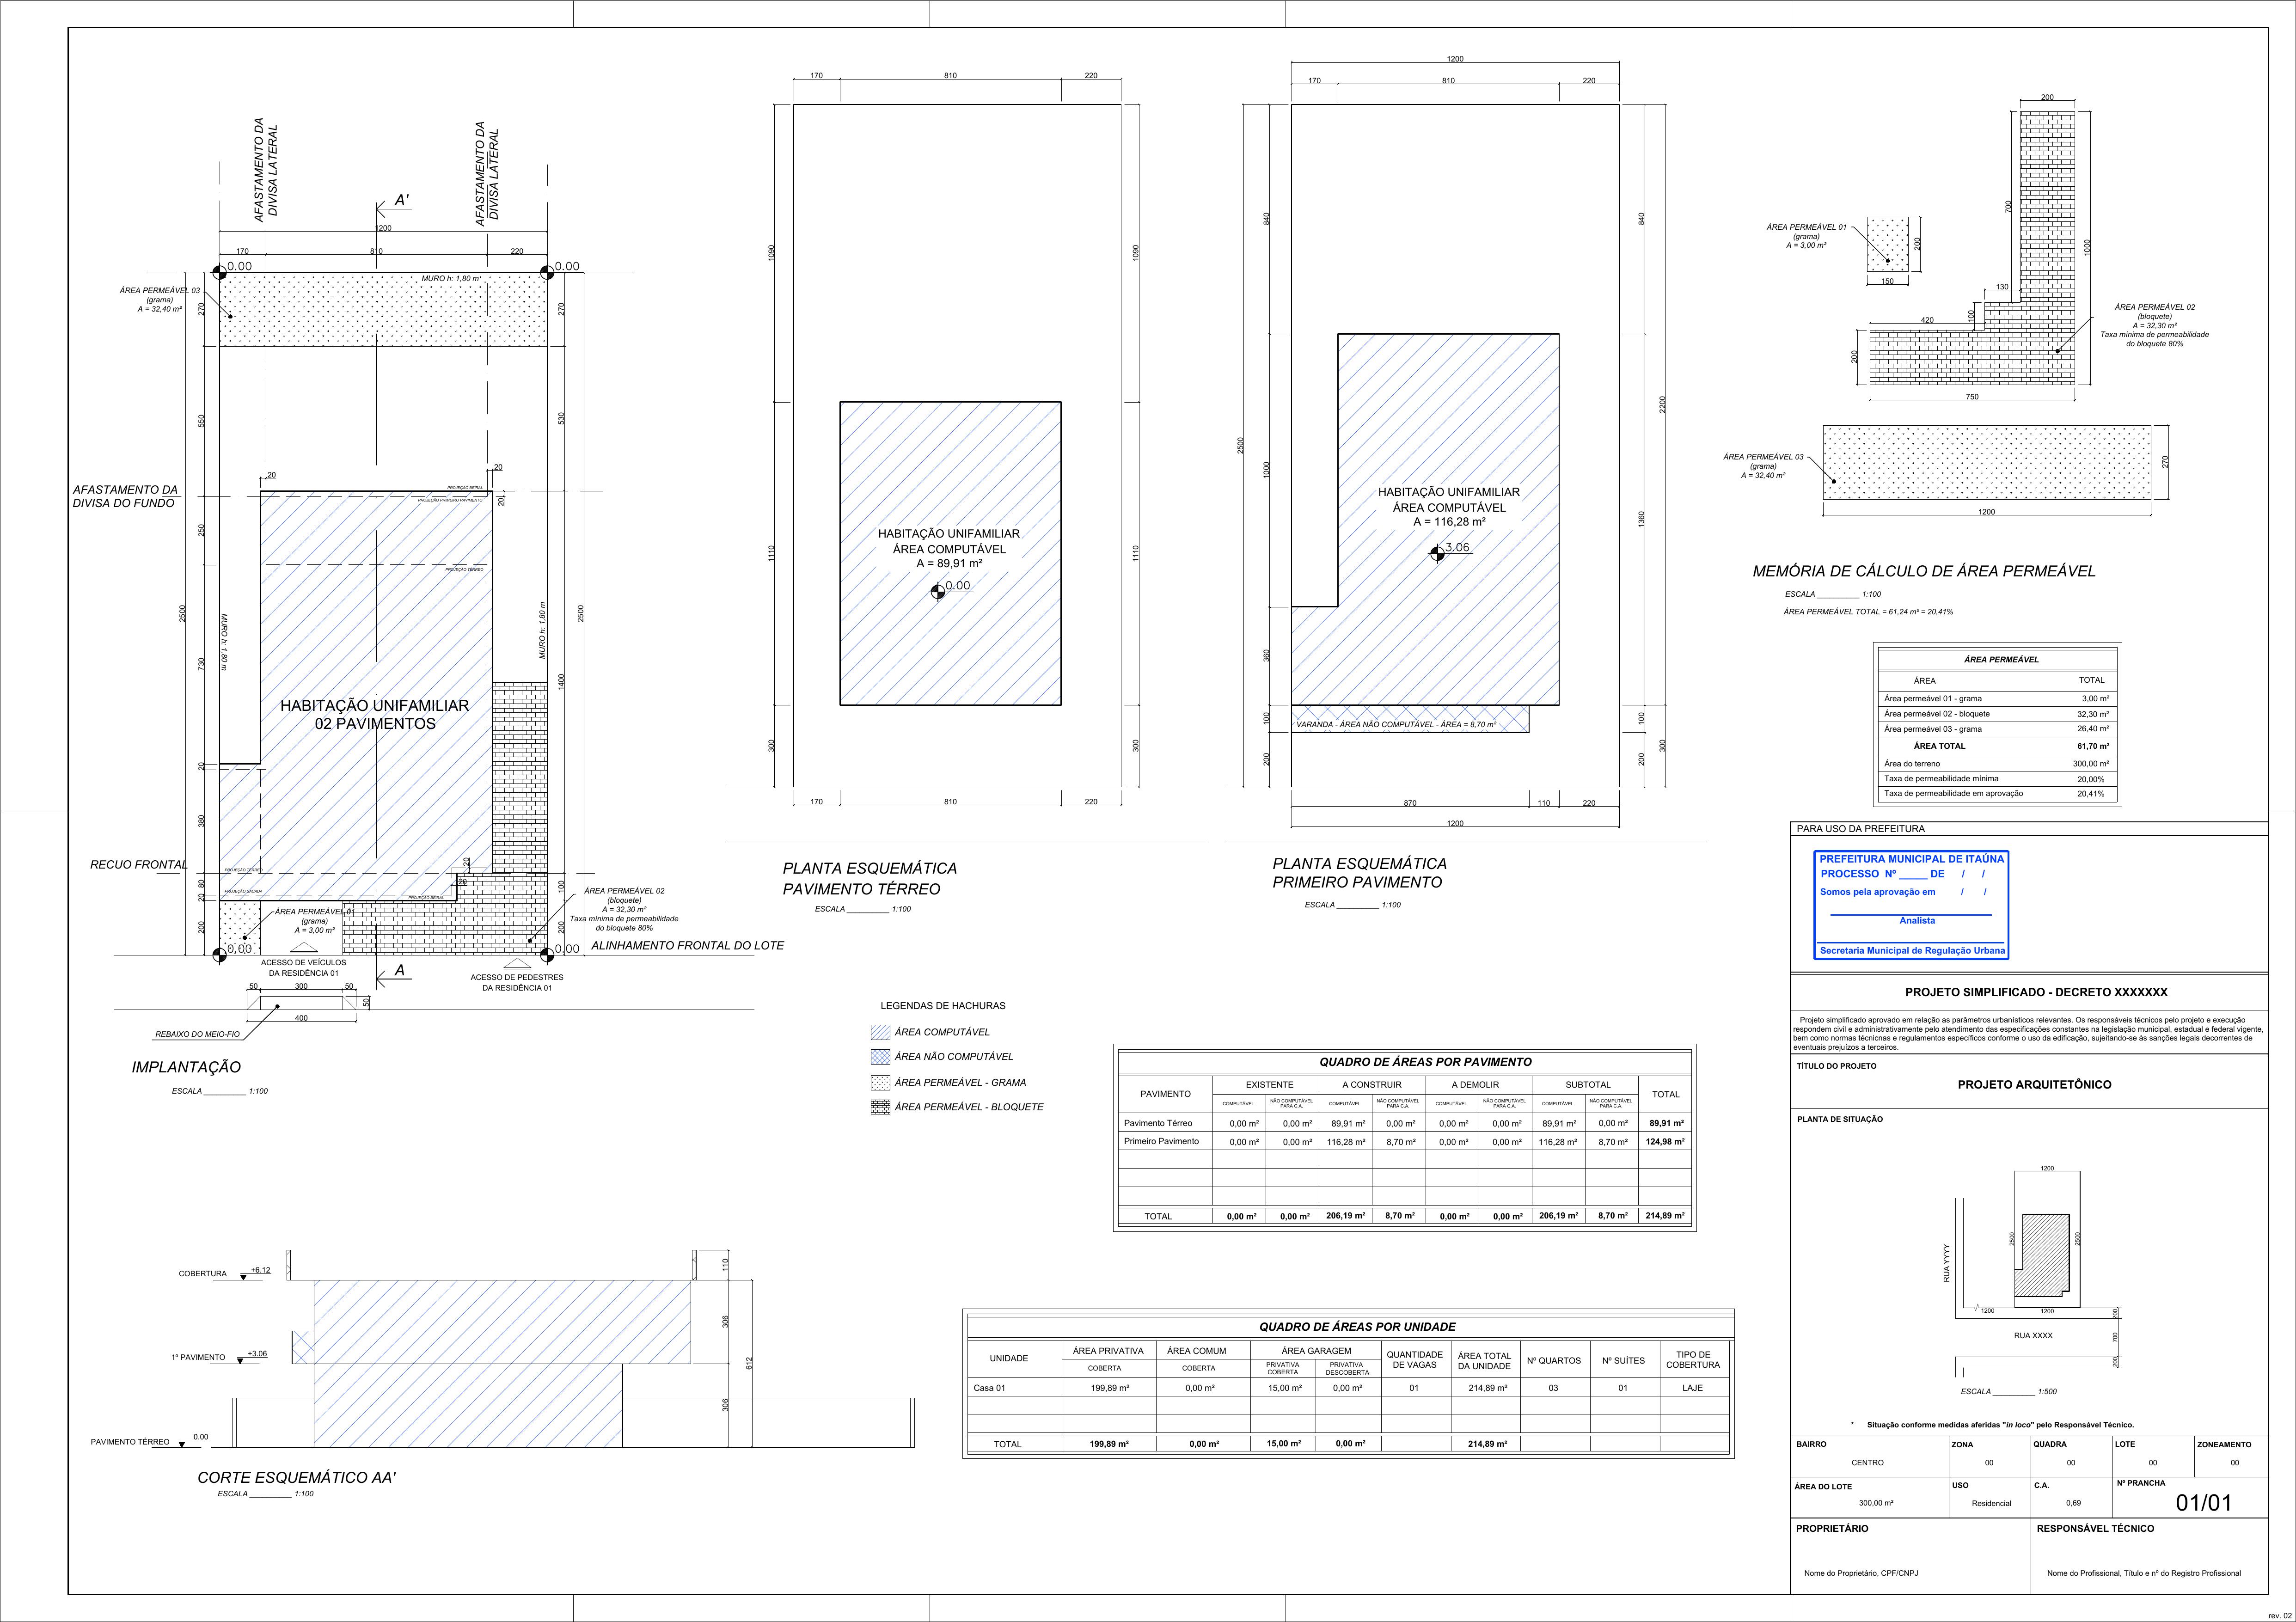 AFASTAMENTO DA
DIVISA LATERAL
AFASTAMENTO DA
DIVISA LATERAL
A'
1200
170
810
220
0.00
0.00
MURO h: 1,80 m
ÁREA PERMEÁVEL 03
(grama)
A = 32,40 m²
270
270
550
530
20
20
AFASTAMENTO DA
DIVISA DO FUNDO
PROJEÇÃO BEIRAL
PROJEÇÃO PRIMEIRO PAVIMENTO
20
250
PROJEÇÃO TÉRREO
2500
2500
MURO h: 1,80 m
MURO h: 1,80 m
730
1400
HABITAÇÃO UNIFAMILIAR
02 PAVIMENTOS
20
380
RECUO FRONTAL
PROJEÇÃO TÉRREO
20
20
80
PROJEÇÃO SACADA
PROJEÇÃO BEIRAL
20
100
200
200
ÁREA PERMEÁVEL 01
(grama)
A = 3,00 m²
ÁREA PERMEÁVEL 02
(bloquete)
A = 32,30 m²
Taxa mínima de permeabilidade
do bloquete 80%
0.00
0.00
ALINHAMENTO FRONTAL DO LOTE
ACESSO DE VEÍCULOS
DA RESIDÊNCIA 01
A
ACESSO DE PEDESTRES
DA RESIDÊNCIA 01
50
300
50
50
400
REBAIXO DO MEIO-FIO
IMPLANTAÇÃO
ESCALA __________ 1:100
170
810
220
1090
1090
1110
1110
HABITAÇÃO UNIFAMILIAR
ÁREA COMPUTÁVEL
A = 89,91 m²
0.00
300
300
170
810
220
PLANTA ESQUEMÁTICA
PAVIMENTO TÉRREO
ESCALA __________ 1:100
1200
170
810
220
840
840
2500
2200
1000
1360
HABITAÇÃO UNIFAMILIAR
ÁREA COMPUTÁVEL
A = 116,28 m²
3.06
360
100
VARANDA - ÁREA NÃO COMPUTÁVEL - ÁREA = 8,70 m²
100
200
200
300
870
110
220
1200
PLANTA ESQUEMÁTICA
PRIMEIRO PAVIMENTO
ESCALA __________ 1:100
200
700
1000
ÁREA PERMEÁVEL 01
(grama)
A = 3,00 m²
200
150
130
100
420
200
750
ÁREA PERMEÁVEL 02
(bloquete)
A = 32,30 m²
Taxa mínima de permeabilidade
do bloquete 80%
ÁREA PERMEÁVEL 03
(grama)
A = 32,40 m²
270
1200
MEMÓRIA DE CÁLCULO DE ÁREA PERMEÁVEL
ESCALA __________ 1:100
ÁREA PERMEÁVEL TOTAL = 61,24 m² = 20,41%
ÁREA PERMEÁVEL
ÁREA TOTAL
Área permeável 01 - grama 3,00 m²
Área permeável 02 - bloquete 32,30 m²
Área permeável 03 - grama 26,40 m²
ÁREA TOTAL 61,70 m²
Área do terreno 300,00 m²
Taxa de permeabilidade mínima 20,00%
Taxa de permeabilidade em aprovação 20,41%
LEGENDAS DE HACHURAS
ÁREA COMPUTÁVEL
ÁREA NÃO COMPUTÁVEL
ÁREA PERMEÁVEL - GRAMA
ÁREA PERMEÁVEL - BLOQUETE
QUADRO DE ÁREAS POR PAVIMENTO
PAVIMENTO EXISTENTE A CONSTRUIR A DEMOLIR SUBTOTAL TOTAL
COMPUTÁVEL NÃO COMPUTÁVEL PARA C.A. COMPUTÁVEL NÃO COMPUTÁVEL PARA C.A. COMPUTÁVEL NÃO COMPUTÁVEL PARA C.A. COMPUTÁVEL NÃO COMPUTÁVEL PARA C.A.
Pavimento Térreo 0,00 m² 0,00 m² 89,91 m² 0,00 m² 0,00 m² 0,00 m² 89,91 m² 0,00 m² 89,91 m²
Primeiro Pavimento 0,00 m² 0,00 m² 116,28 m² 8,70 m² 0,00 m² 0,00 m² 116,28 m² 8,70 m² 124,98 m²
TOTAL 0,00 m² 0,00 m² 206,19 m² 8,70 m² 0,00 m² 0,00 m² 206,19 m² 8,70 m² 214,89 m²
COBERTURA
+6.12
110
306
612
1º PAVIMENTO
+3.06
306
PAVIMENTO TÉRREO
0.00
CORTE ESQUEMÁTICO AA'
ESCALA __________ 1:100
QUADRO DE ÁREAS POR UNIDADE
UNIDADE ÁREA PRIVATIVA ÁREA COMUM ÁREA GARAGEM QUANTIDADE DE VAGAS ÁREA TOTAL DA UNIDADE Nº QUARTOS Nº SUÍTES TIPO DE COBERTURA
COBERTA COBERTA PRIVATIVA COBERTA PRIVATIVA DESCOBERTA
Casa 01 199,89 m² 0,00 m² 15,00 m² 0,00 m² 01 214,89 m² 03 01 LAJE
TOTAL 199,89 m² 0,00 m² 15,00 m² 0,00 m² 214,89 m²
PARA USO DA PREFEITURA
PREFEITURA MUNICIPAL DE ITAÚNA
PROCESSO Nº _____ DE / /
Somos pela aprovação em / /
Analista
Secretaria Municipal de Regulação Urbana
PROJETO SIMPLIFICADO - DECRETO XXXXXXX
Projeto simplificado aprovado em relação as parâmetros urbanísticos relevantes. Os responsáveis técnicos pelo projeto e execução
respondem civil e administrativamente pelo atendimento das especificações constantes na legislação municipal, estadual e federal vigente,
bem como normas técnicnas e regulamentos específicos conforme o uso da edificação, sujeitando-se às sanções legais decorrentes de
eventuais prejuízos a terceiros.
TÍTULO DO PROJETO
PROJETO ARQUITETÔNICO
PLANTA DE SITUAÇÃO
1200
2500
2500
RUA YYYY
1200
1200
200
RUA XXXX
700
200
ESCALA __________ 1:500
* Situação conforme medidas aferidas "in loco" pelo Responsável Técnico.
BAIRRO ZONA QUADRA LOTE ZONEAMENTO
CENTRO 00 00 00 00
ÁREA DO LOTE USO C.A. Nº PRANCHA
300,00 m² Residencial 0,69 01/01
PROPRIETÁRIO RESPONSÁVEL TÉCNICO
Nome do Proprietário, CPF/CNPJ Nome do Profissional, Título e nº do Registro Profissional
rev. 02